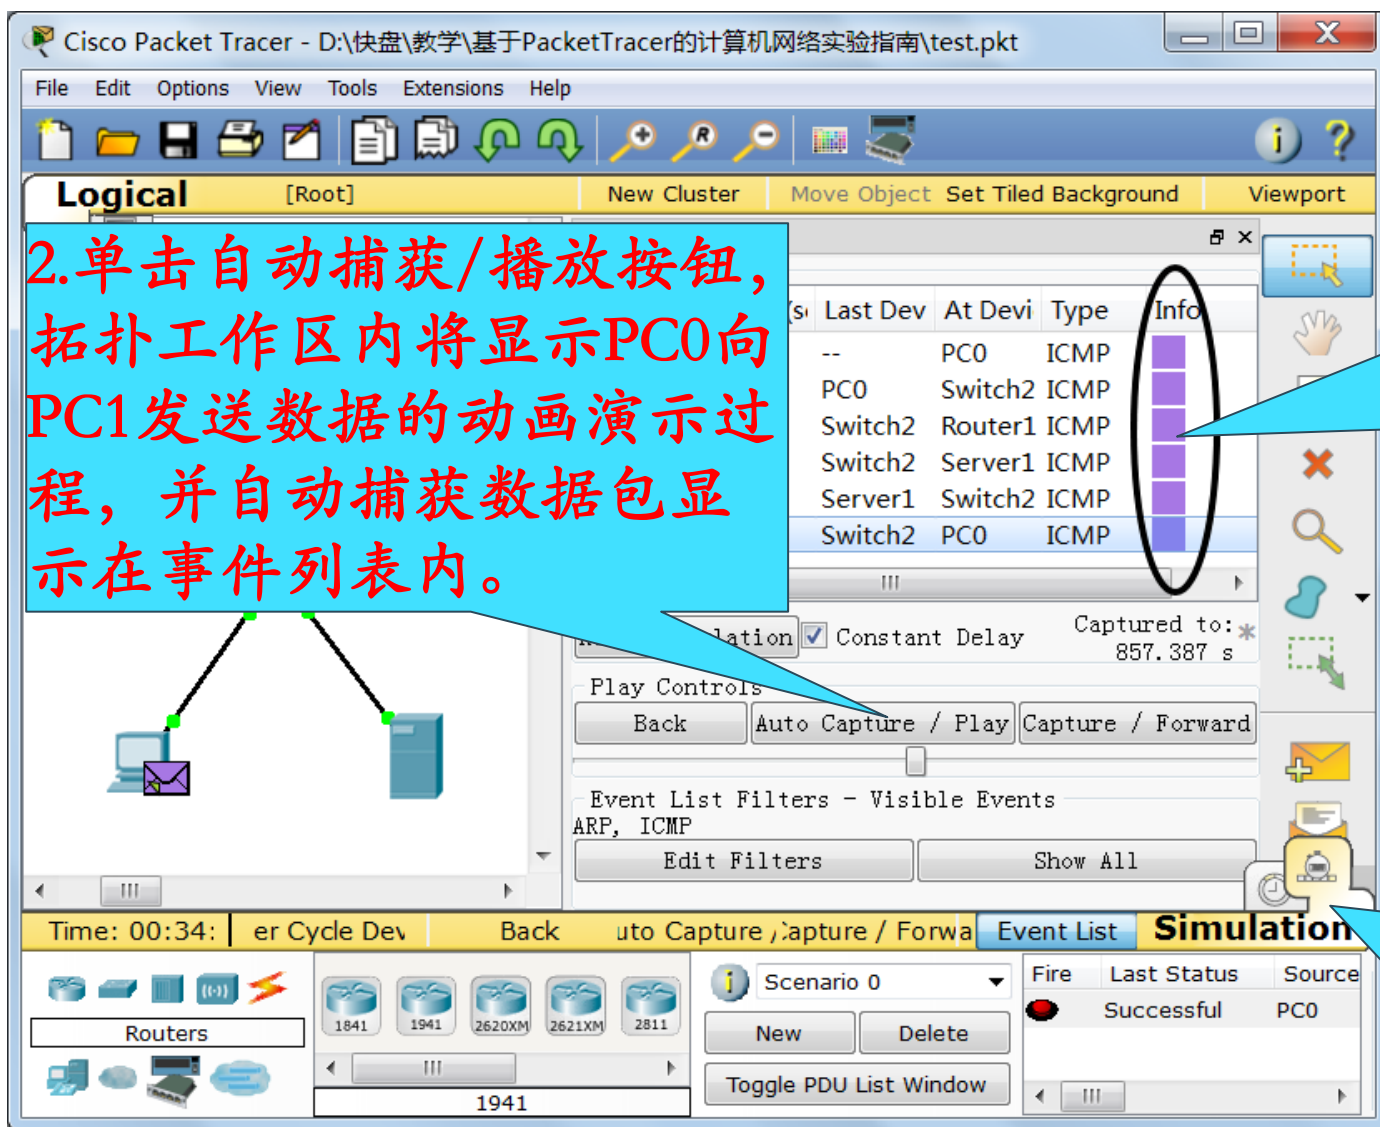 Cisco Packet Tracer - D:\快盘\教学\基于PacketTracer的计算机网络实验指南\test.pkt
File Edit Options View Tools Extensions Help
Logical [Root] New Cluster Move Object Set Tiled Background Viewport
2.单击自动捕获/播放按钮，
拓扑工作区内将显示PC0向
PC1发送数据的动画演示过
程，并自动捕获数据包显
示在事件列表内。
Last Dev At Devi Type Info
-- PC0 ICMP
PC0 Switch2 ICMP
Switch2 Router1 ICMP
Switch2 Server1 ICMP
Server1 Switch2 ICMP
Switch2 PC0 ICMP
Constant Delay Captured to:
857.387 s
Play Controls
Back Auto Capture / Play Capture / Forward
Event List Filters - Visible Events
ARP, ICMP
Edit Filters Show All
Time: 00:34: er Cycle Dev Back uto Capture / Capture / Forwa Event List Simulation
Scenario 0
Fire Last Status Source
Successful PC0
New Delete
Toggle PDU List Window
Routers
1841 1941 2620XM 2621XM 2811
1941